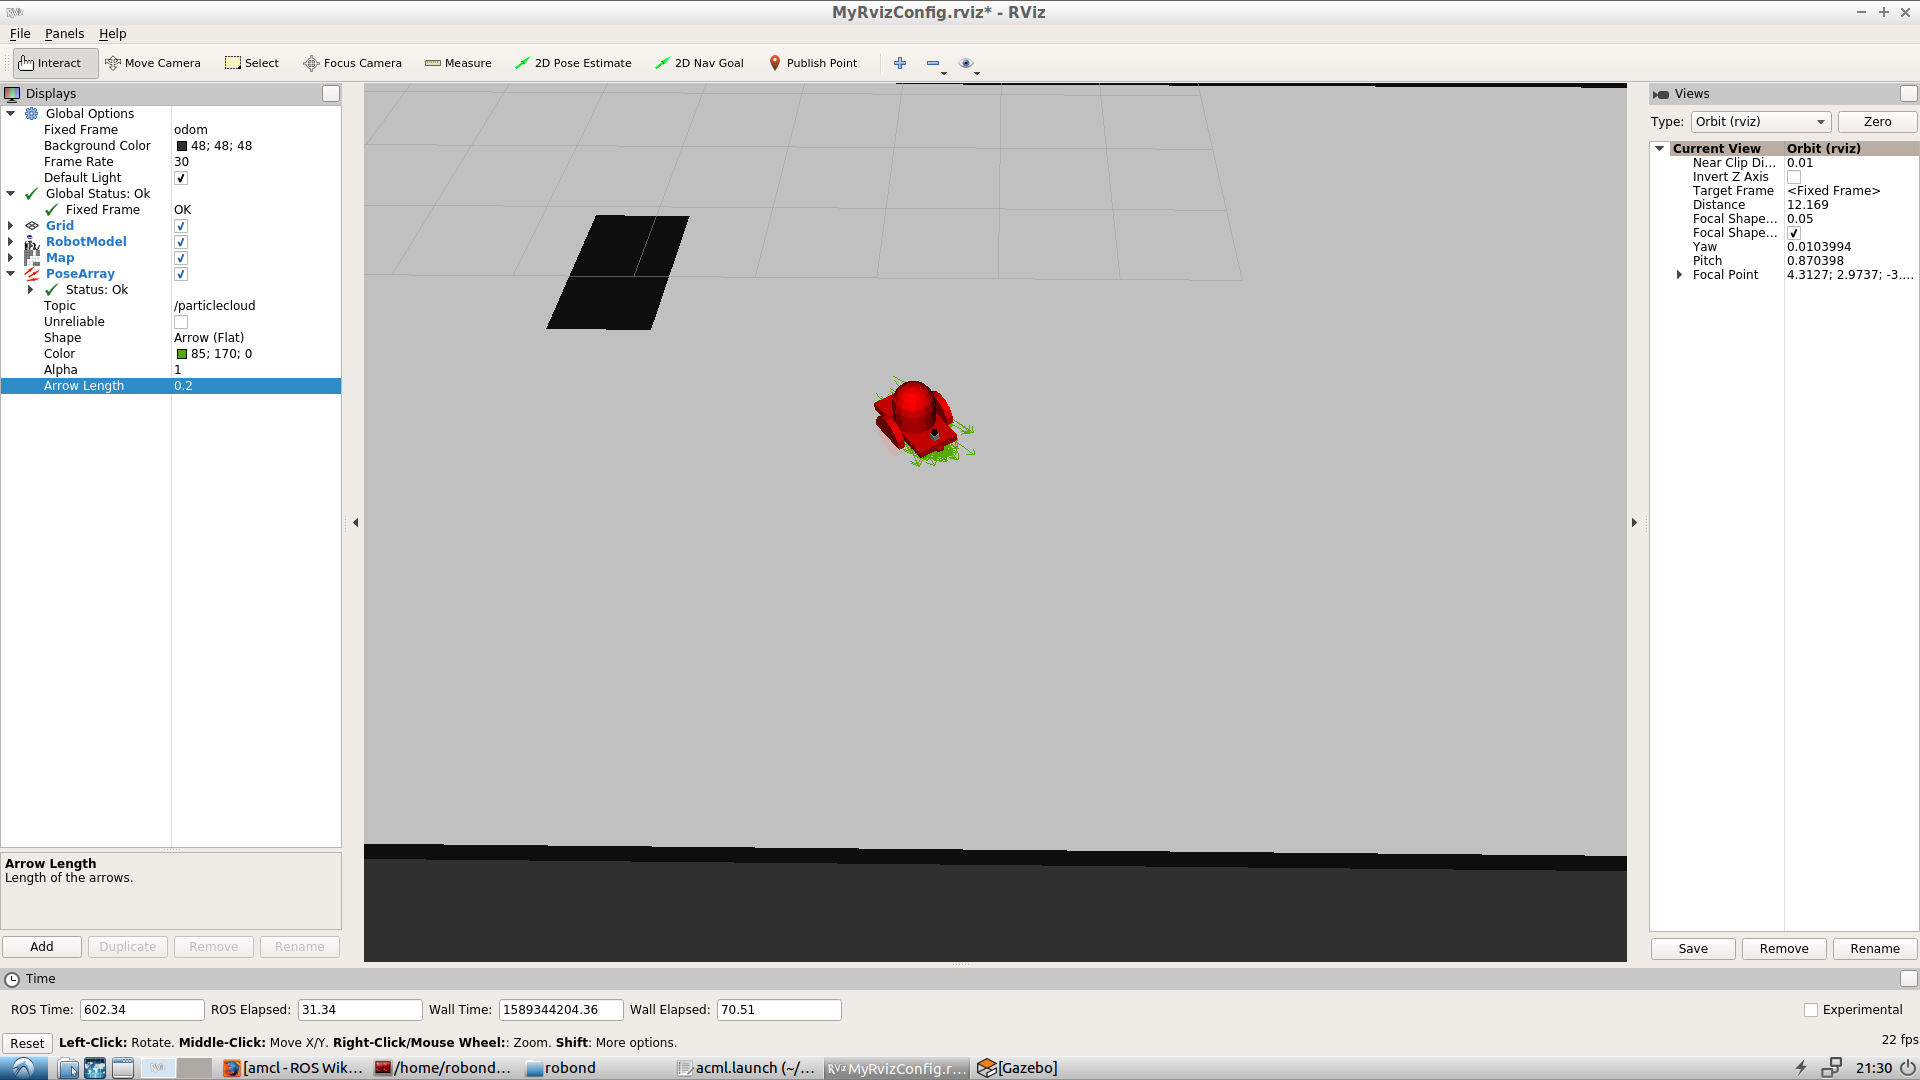 MyRvizConfig.rviz* - RViz
File Panels Help
Interact Move Camera Select Focus Camera Measure 2D Pose Estimate 2D Nav Goal Publish Point
Displays
Global Options
Fixed Frame odom
Background Color 48; 48; 48
Frame Rate 30
Default Light
Global Status: Ok
Fixed Frame OK
Grid
RobotModel
Map
PoseArray
Status: Ok
Topic /particlecloud
Unreliable
Shape Arrow (Flat)
Color 85; 170; 0
Alpha 1
Arrow Length 0.2
Arrow Length
Length of the arrows.
Add Duplicate Remove Rename
Views
Type: Orbit (rviz) Zero
Current View Orbit (rviz)
Near Clip Di... 0.01
Invert Z Axis
Target Frame <Fixed Frame>
Distance 12.169
Focal Shape... 0.05
Focal Shape...
Yaw 0.0103994
Pitch 0.870398
Focal Point 4.3127; 2.9737; -3....
Save Remove Rename
Time
ROS Time: 602.34 ROS Elapsed: 31.34 Wall Time: 1589344204.36 Wall Elapsed: 70.51 Experimental
Reset Left-Click: Rotate. Middle-Click: Move X/Y. Right-Click/Mouse Wheel:: Zoom. Shift: More options. 22 fps
[amcl - ROS Wik... /home/robond... robond acml.launch (~/... MyRvizConfig.r... [Gazebo] 21:30